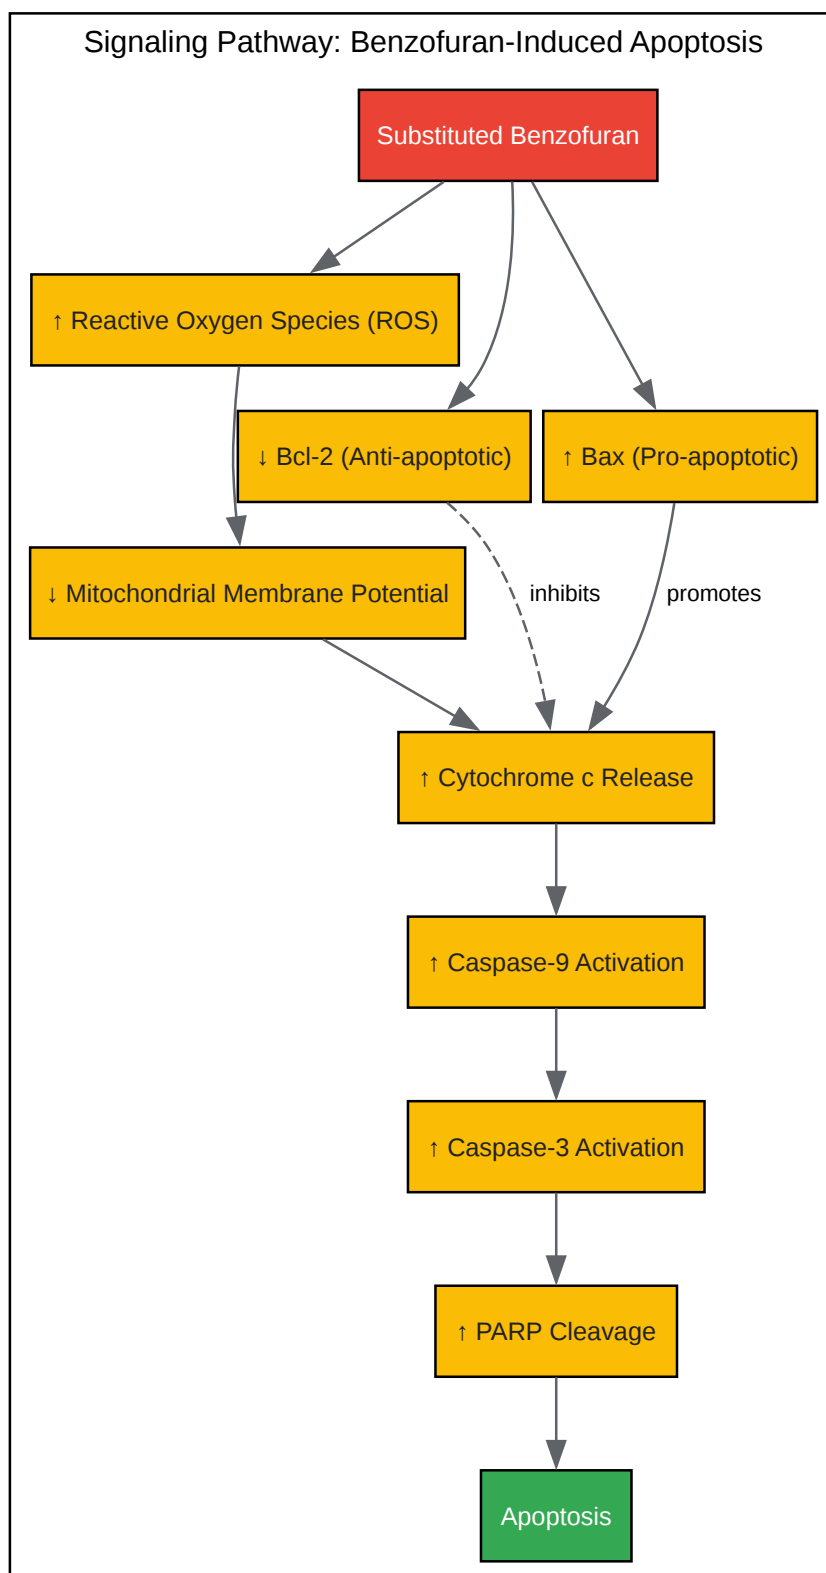 Signaling Pathway: Benzofuran-Induced Apoptosis
Substituted Benzofuran
↑ Reactive Oxygen Species (ROS)
↓ Bcl-2 (Anti-apoptotic)
↑ Bax (Pro-apoptotic)
↓ Mitochondrial Membrane Potential
inhibits
promotes
↑ Cytochrome c Release
↑ Caspase-9 Activation
↑ Caspase-3 Activation
↑ PARP Cleavage
Apoptosis